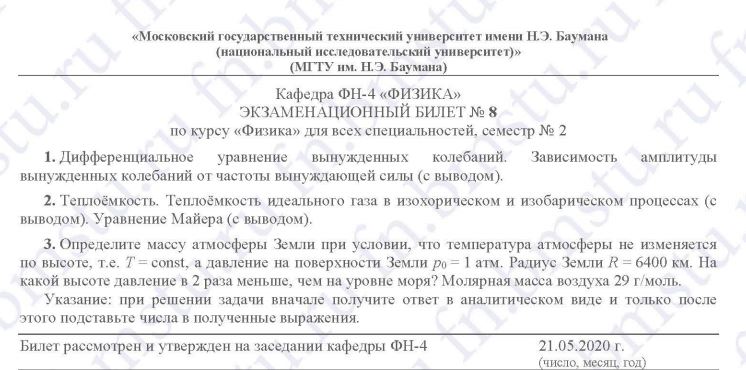 «Московский государственный технический университет имени Н.Э. Баумана
(национальный исследовательский университет)»
(МГТУ им. Н.Э. Баумана)
Кафедра ФН-4 «ФИЗИКА»
ЭКЗАМЕНАЦИОННЫЙ БИЛЕТ № 8
по курсу «Физика» для всех специальностей, семестр № 2
1. Дифференциальное уравнение вынужденных колебаний. Зависимость амплитуды
вынужденных колебаний от частоты вынуждающей силы (с выводом).
2. Теплоёмкость. Теплоёмкость идеального газа в изохорическом и изобарическом процессах (с
выводом). Уравнение Майера (с выводом).
3. Определите массу атмосферы Земли при условии, что температура атмосферы не изменяется
по высоте, т.е. T = const, а давление на поверхности Земли p₀ = 1 атм. Радиус Земли R = 6400 км. На
какой высоте давление в 2 раза меньше, чем на уровне моря? Молярная масса воздуха 29 г/моль.
Указание: при решении задачи вначале получите ответ в аналитическом виде и только после
этого подставьте числа в полученные выражения.
Билет рассмотрен и утвержден на заседании кафедры ФН-4 21.05.2020 г.
(число, месяц, год)
fn.bmstu.ru